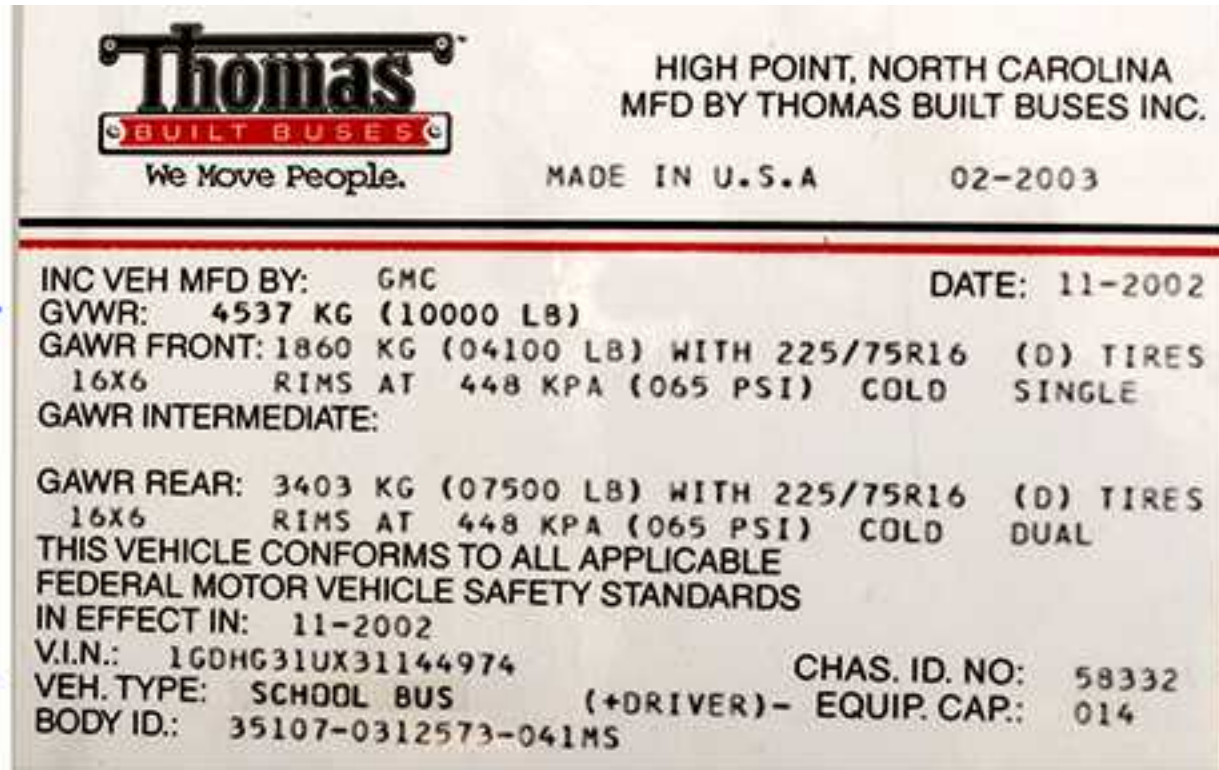 Thomas
BUILT BUSES
We Move People.
HIGH POINT, NORTH CAROLINA
MFD BY THOMAS BUILT BUSES INC.
MADE IN U.S.A 02-2003
INC VEH MFD BY: GMC DATE: 11-2002
GVWR: 4537 KG (10000 LB)
GAWR FRONT: 1860 KG (04100 LB) WITH 225/75R16 (D) TIRES
16X6 RIMS AT 448 KPA (065 PSI) COLD SINGLE
GAWR INTERMEDIATE:
GAWR REAR: 3403 KG (07500 LB) WITH 225/75R16 (D) TIRES
16X6 RIMS AT 448 KPA (065 PSI) COLD DUAL
THIS VEHICLE CONFORMS TO ALL APPLICABLE
FEDERAL MOTOR VEHICLE SAFETY STANDARDS
IN EFFECT IN: 11-2002
V.I.N.: 1GDHG31UX31144974 CHAS. ID. NO: 58332
VEH. TYPE: SCHOOL BUS (+DRIVER)- EQUIP. CAP.: 014
BODY ID.: 35107-0312573-041MS